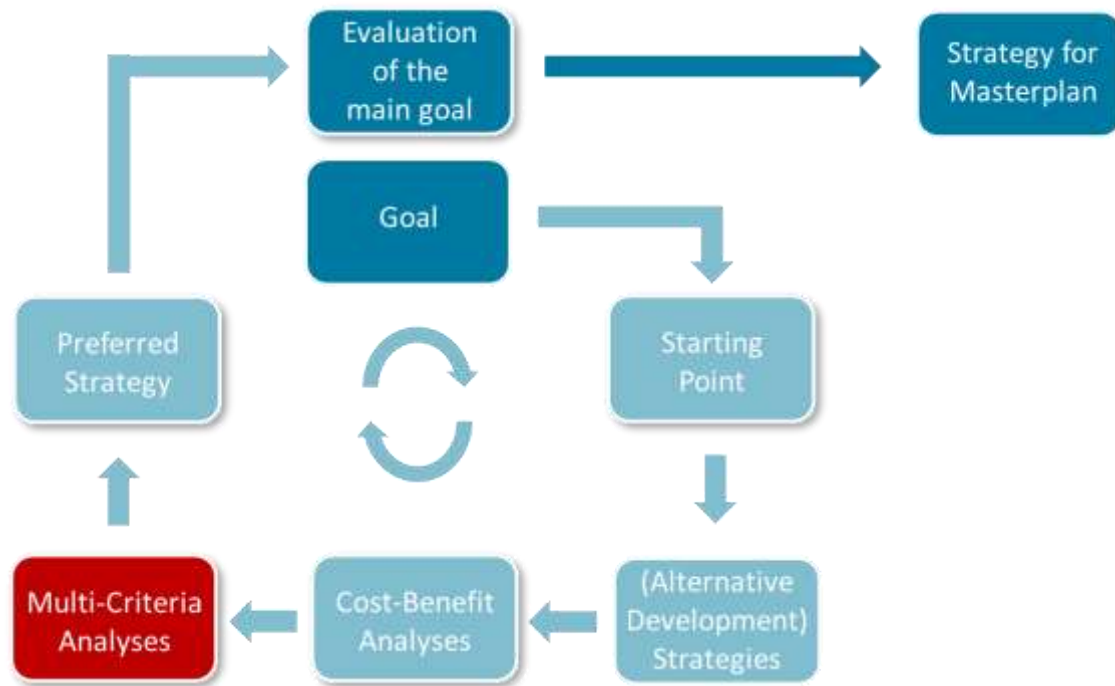 Evaluation
of the
main goal
Strategy for
Masterplan
Goal
Preferred
Strategy
Starting
Point
Multi-Criteria
Analyses
Cost-Benefit
Analyses
(Alternative
Development)
Strategies